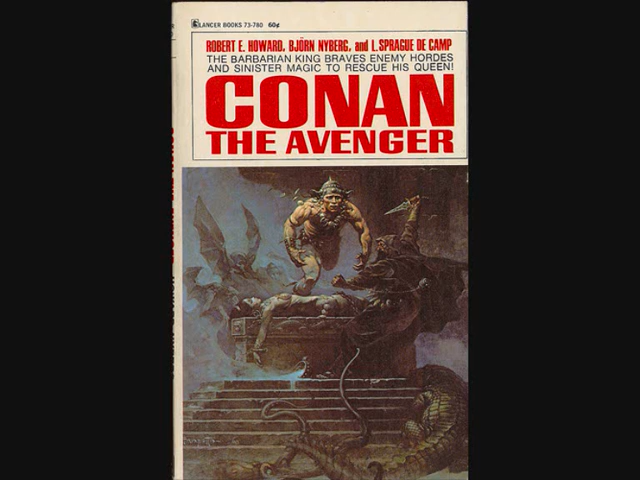 LANCER BOOKS 73-780 60¢
ROBERT E. HOWARD, BJÖRN NYBERG, and L. SPRAGUE DE CAMP
THE BARBARIAN KING BRAVES ENEMY HORDES
AND SINISTER MAGIC TO RESCUE HIS QUEEN!
CONAN
THE AVENGER